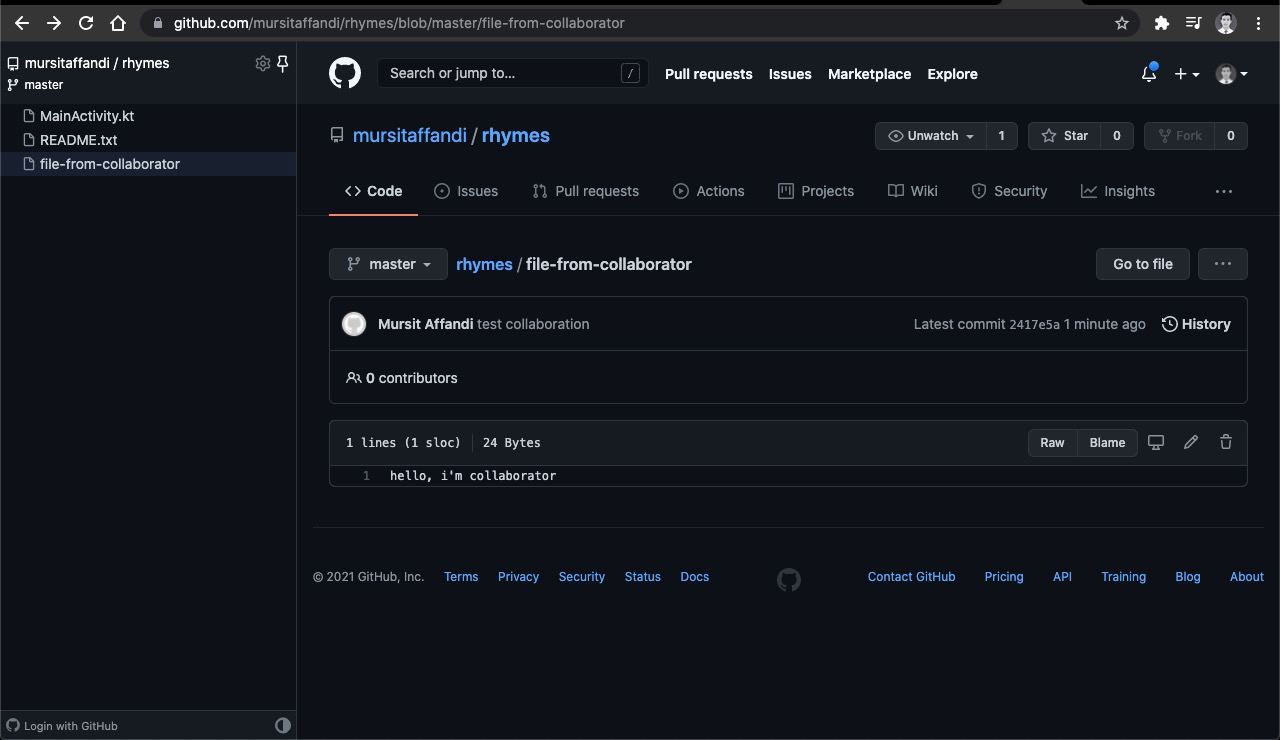 github.com/mursitaffandi/rhymes/blob/master/file-from-collaborator
mursitaffandi / rhymes
master
MainActivity.kt
README.txt
file-from-collaborator
Login with GitHub
Search or jump to... /
Pull requests Issues Marketplace Explore
mursitaffandi / rhymes
Unwatch 1 Star 0 Fork 0
Code Issues Pull requests Actions Projects Wiki Security Insights ...
master rhymes / file-from-collaborator Go to file ...
Mursit Affandi test collaboration Latest commit 2417e5a 1 minute ago History
0 contributors
1 lines (1 sloc) 24 Bytes Raw Blame
1 hello, i'm collaborator
© 2021 GitHub, Inc. Terms Privacy Security Status Docs Contact GitHub Pricing API Training Blog About